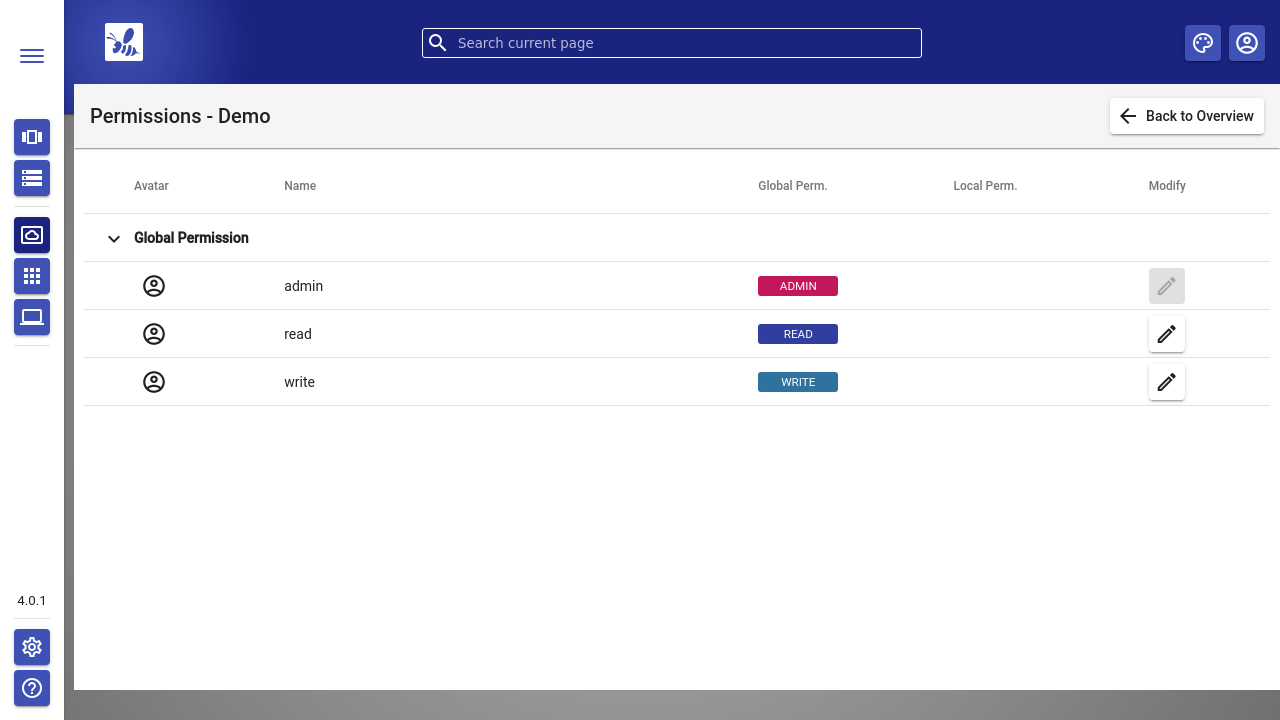 Search current page
Permissions - Demo
Back to Overview
Avatar Name Global Perm. Local Perm. Modify
Global Permission
admin ADMIN
read READ
write WRITE
4.0.1